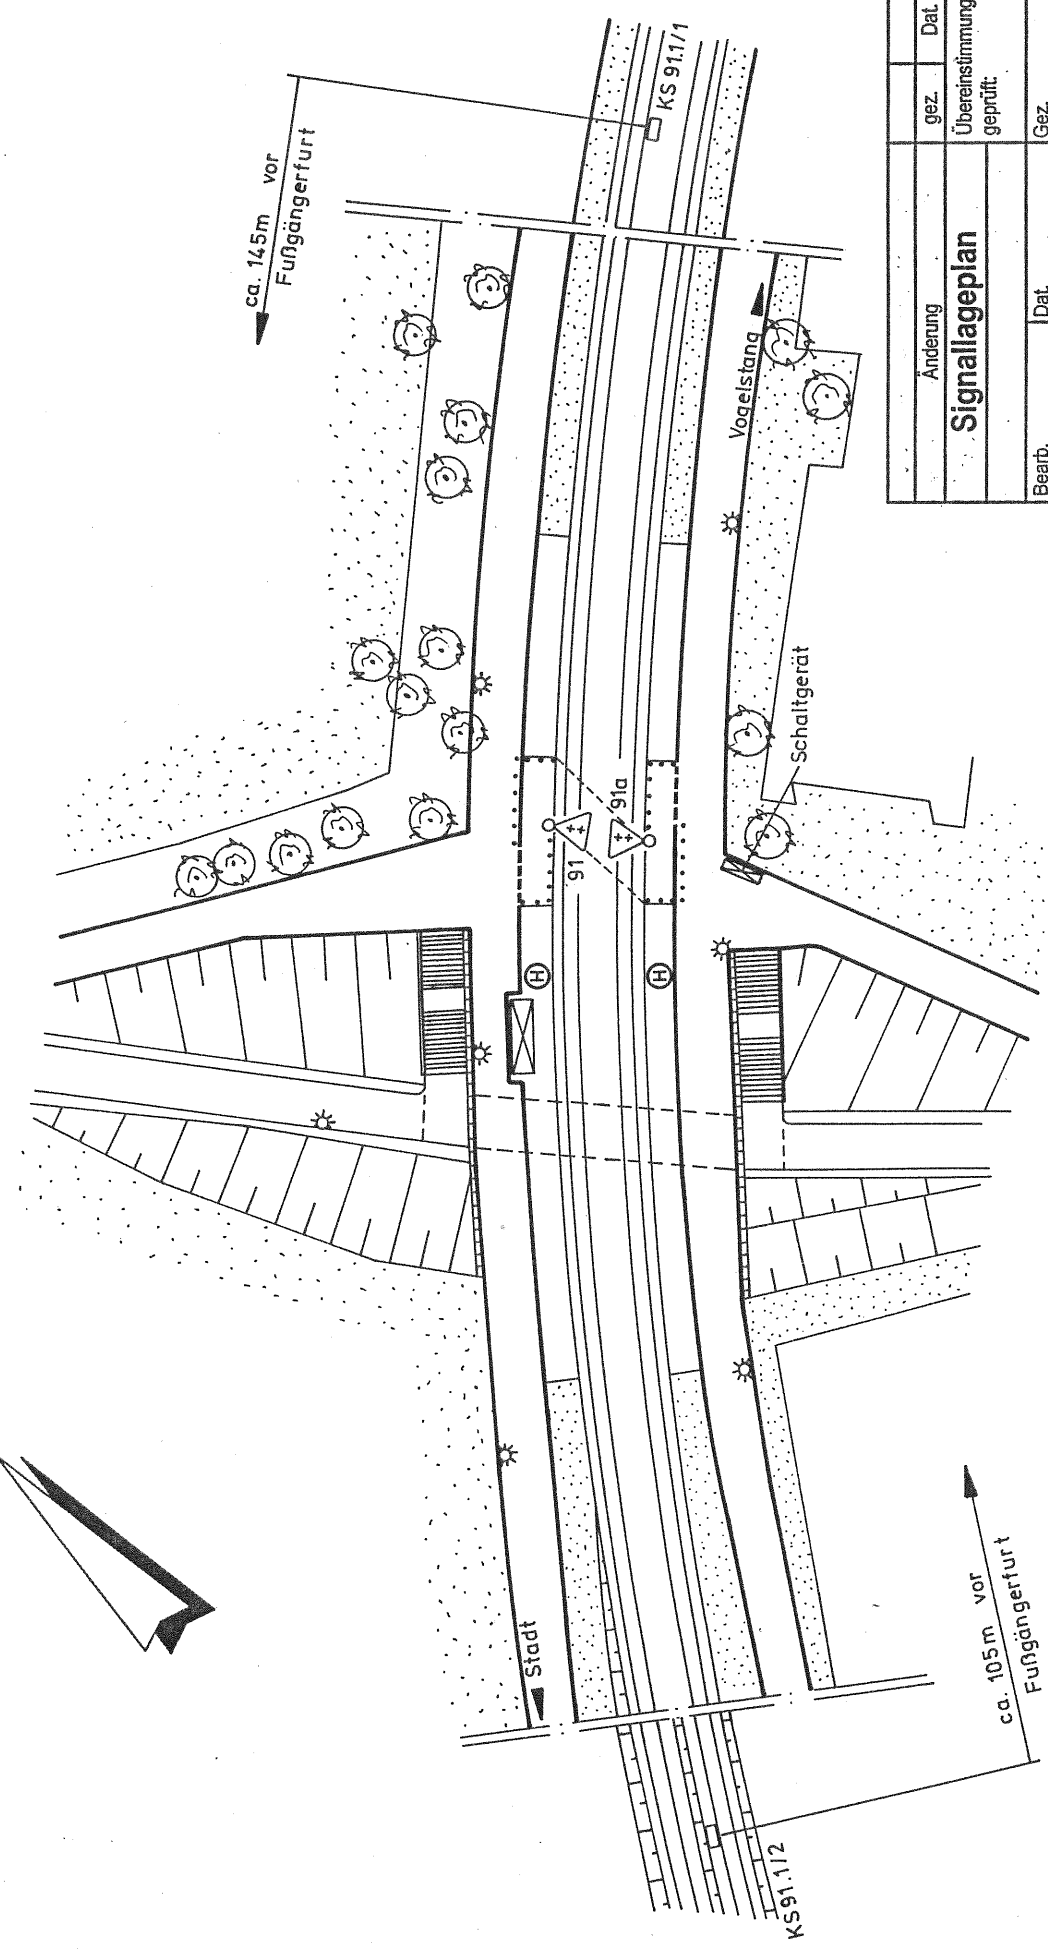 ca. 145m vor
Fußgängerfurt
KS 91.1/1
Vogelstang
Schaltgerät
91a
91
H
H
Stadt
ca. 105m vor
Fußgängerfurt
KS91.1/2
Änderung
gez.
Dat.
Signallageplan
Übereinstimmung
geprüft:
Bearb.
Dat.
Gez.